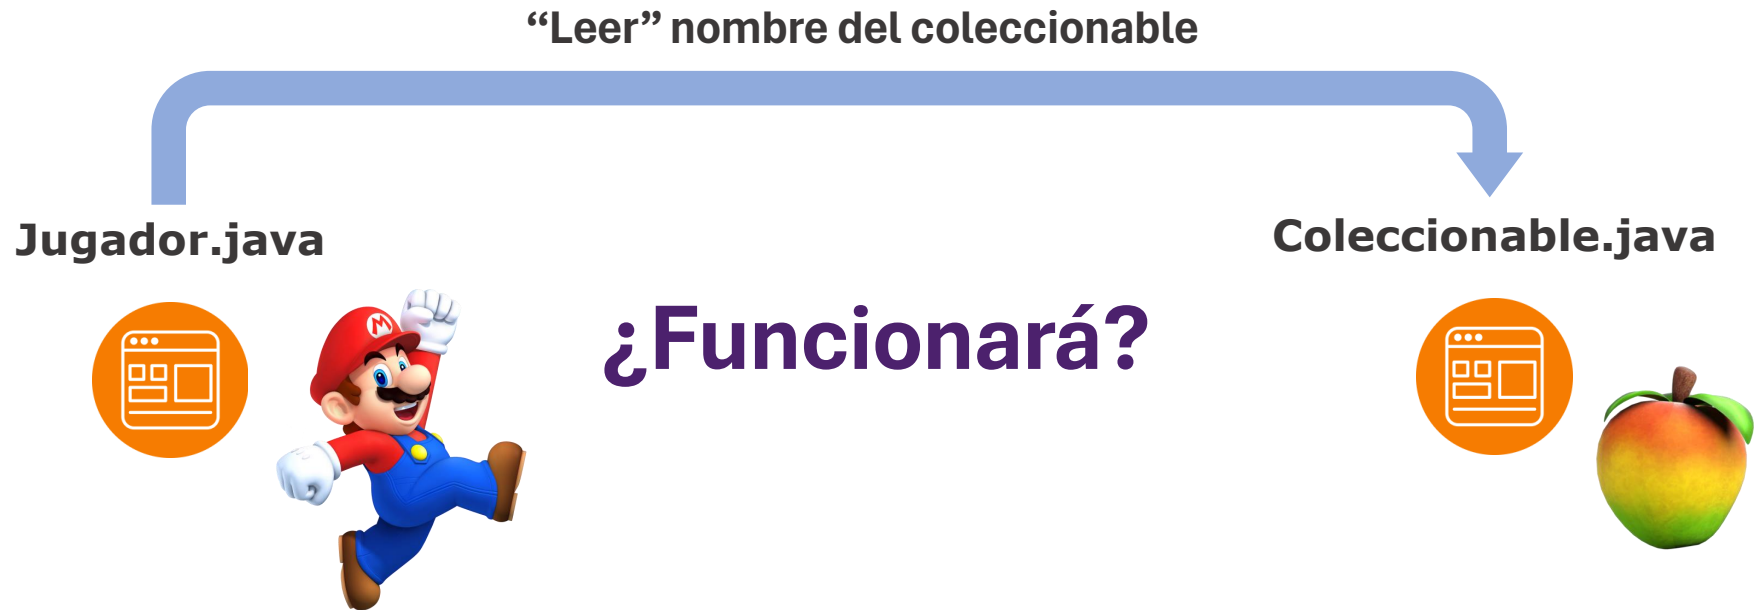 “Leer” nombre del coleccionable
Jugador.java
Coleccionable.java
¿Funcionará?
M